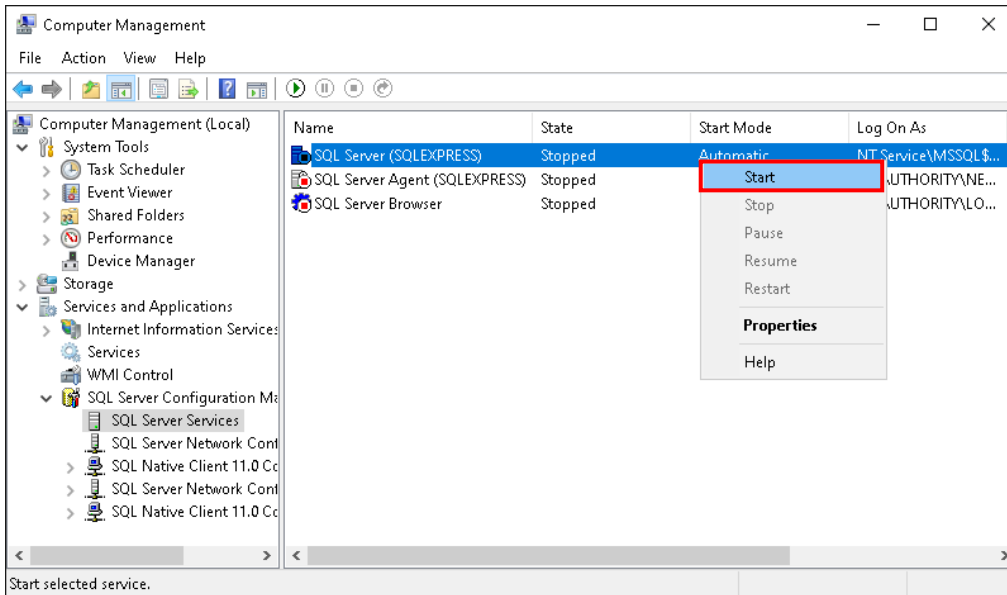 Computer Management
File Action View Help
Computer Management (Local)
System Tools
Task Scheduler
Event Viewer
Shared Folders
Performance
Device Manager
Storage
Services and Applications
Internet Information Services
Services
WMI Control
SQL Server Configuration Ma
SQL Server Services
SQL Server Network Conf
SQL Native Client 11.0 Co
SQL Server Network Conf
SQL Native Client 11.0 Co
Name State Start Mode Log On As
SQL Server (SQLEXPRESS) Stopped Automatic NT Service\MSSQL$...
SQL Server Agent (SQLEXPRESS) Stopped \UTHORITY\NE...
SQL Server Browser Stopped \UTHORITY\LO...
Start
Stop
Pause
Resume
Restart
Properties
Help
Start selected service.